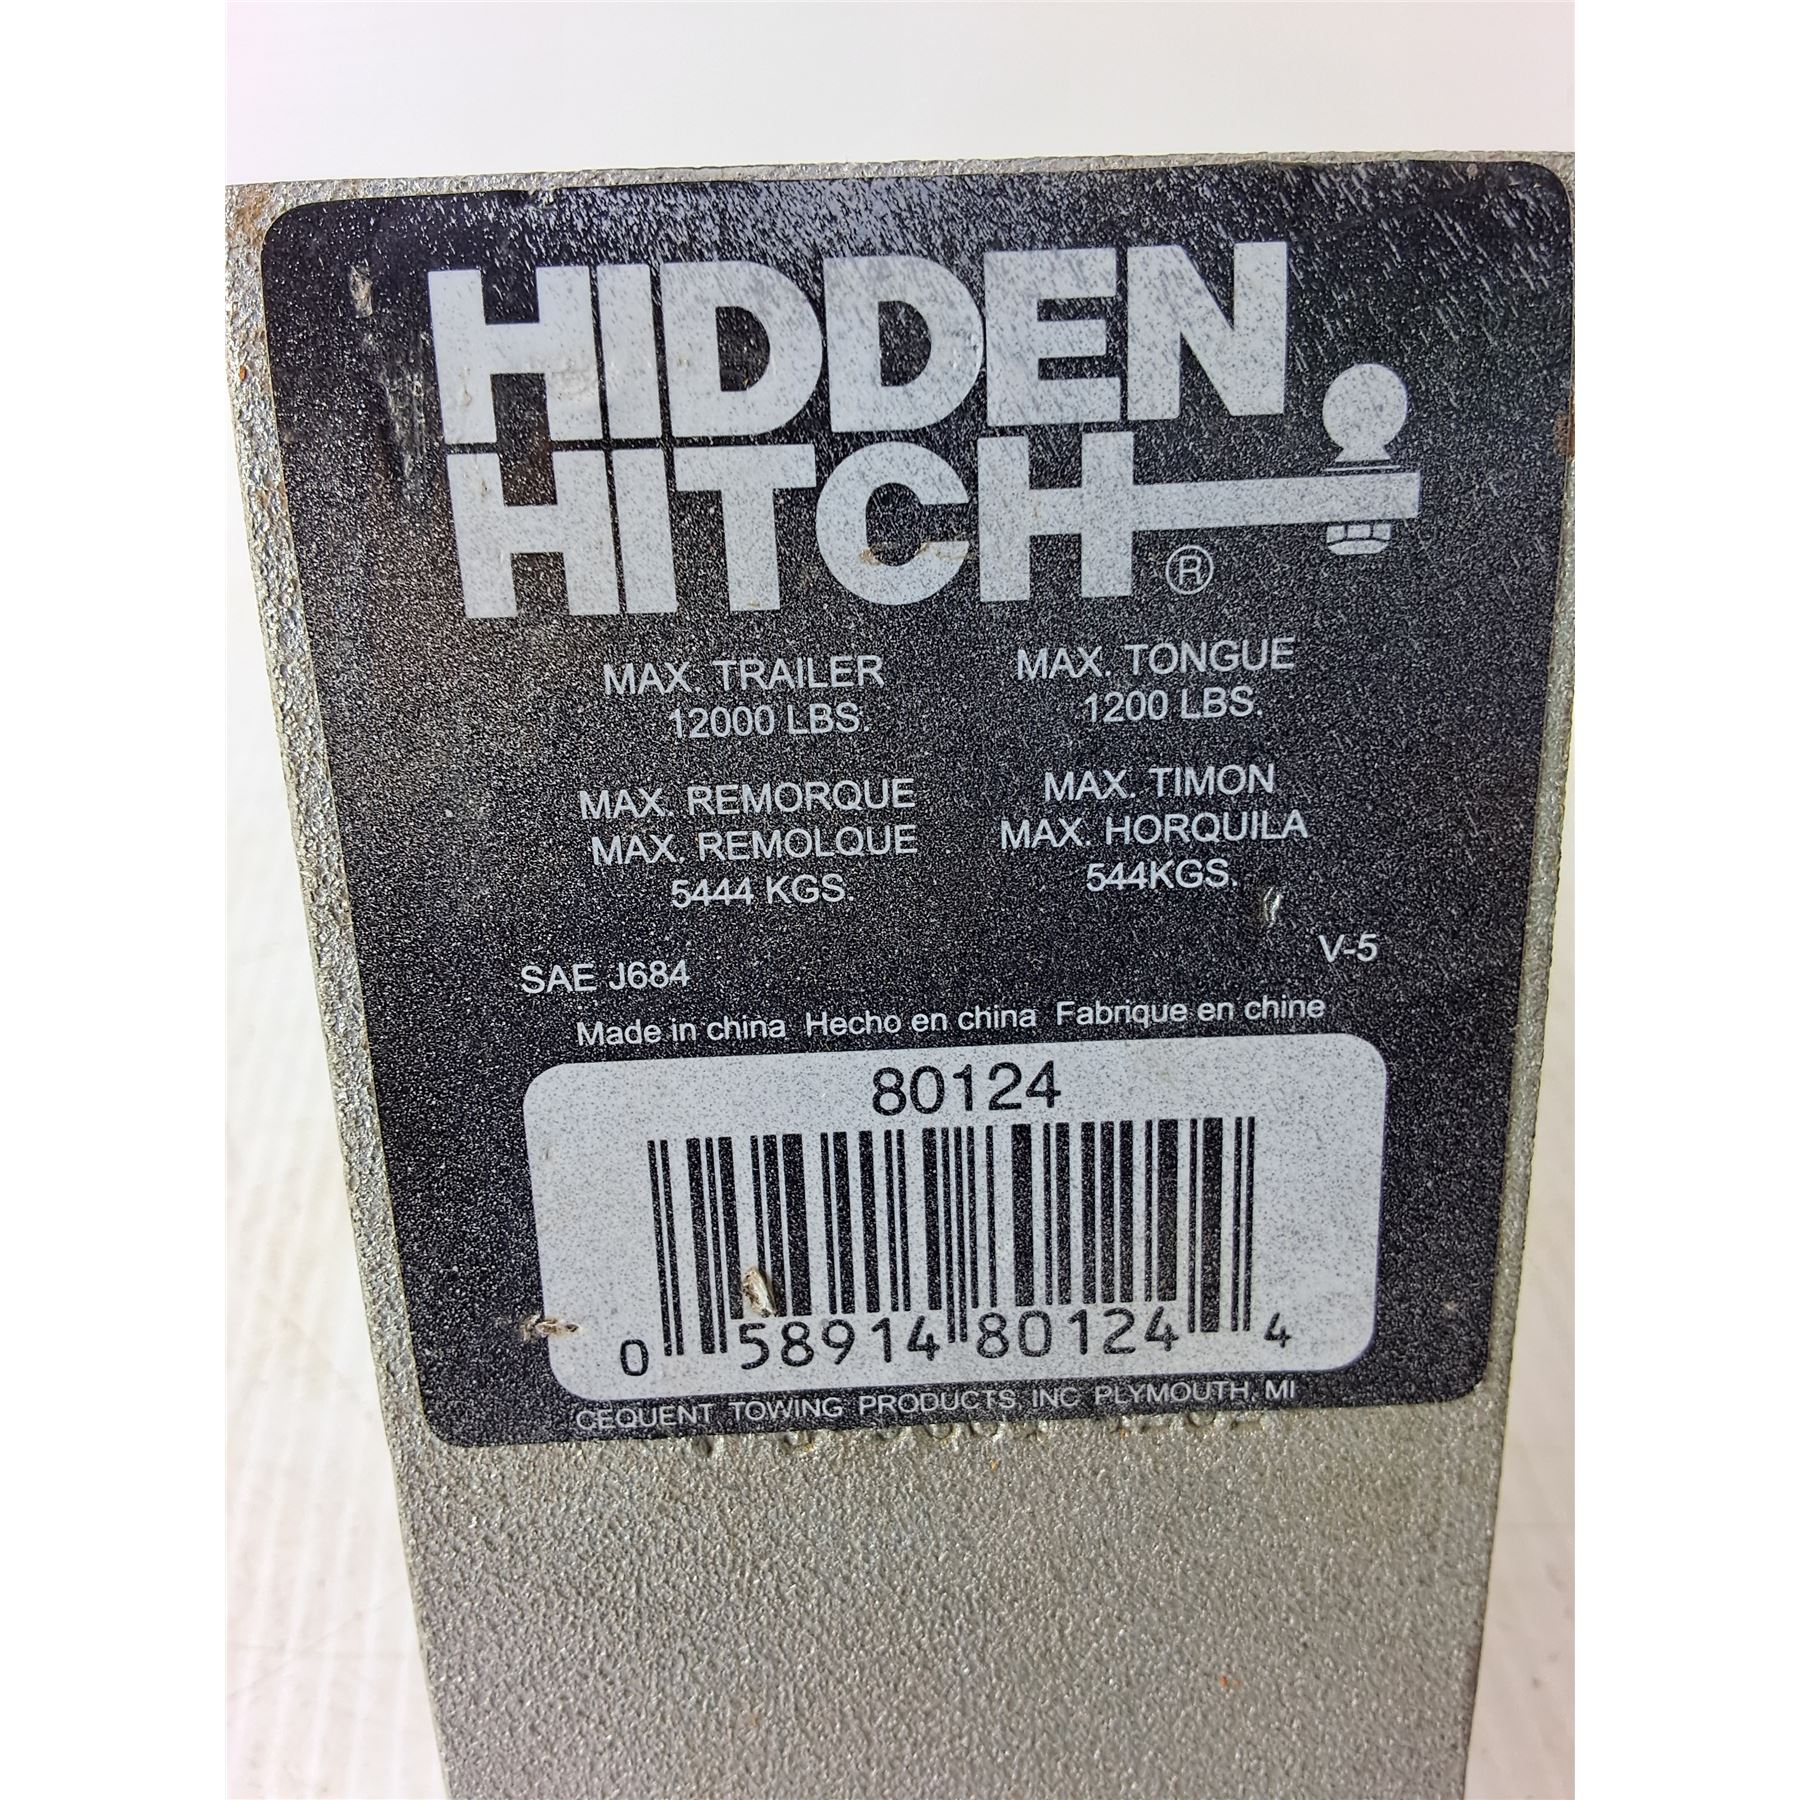 HIDDEN
HITCH ®
MAX. TRAILER
12000 LBS.
MAX. TONGUE
1200 LBS.
MAX. REMORQUE
MAX. REMOLQUE
5444 KGS.
MAX. TIMON
MAX. HORQUILA
544KGS.
SAE J684
V-5
Made in china Hecho en china Fabrique en chine
80124
0 58914 80124 4
CEQUENT TOWING PRODUCTS, INC PLYMOUTH, MI